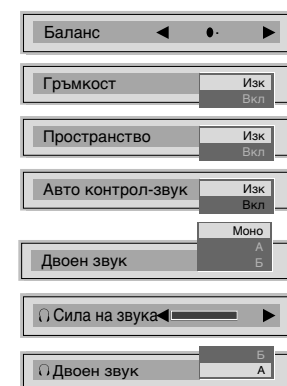 Баланс
Гръмкост Изк
Вкл
Пространство Изк
Вкл
Авто контрол-звук Изк
Вкл
Моно
А
Двоен звук Б
Сила на звука
Б
Двоен звук А